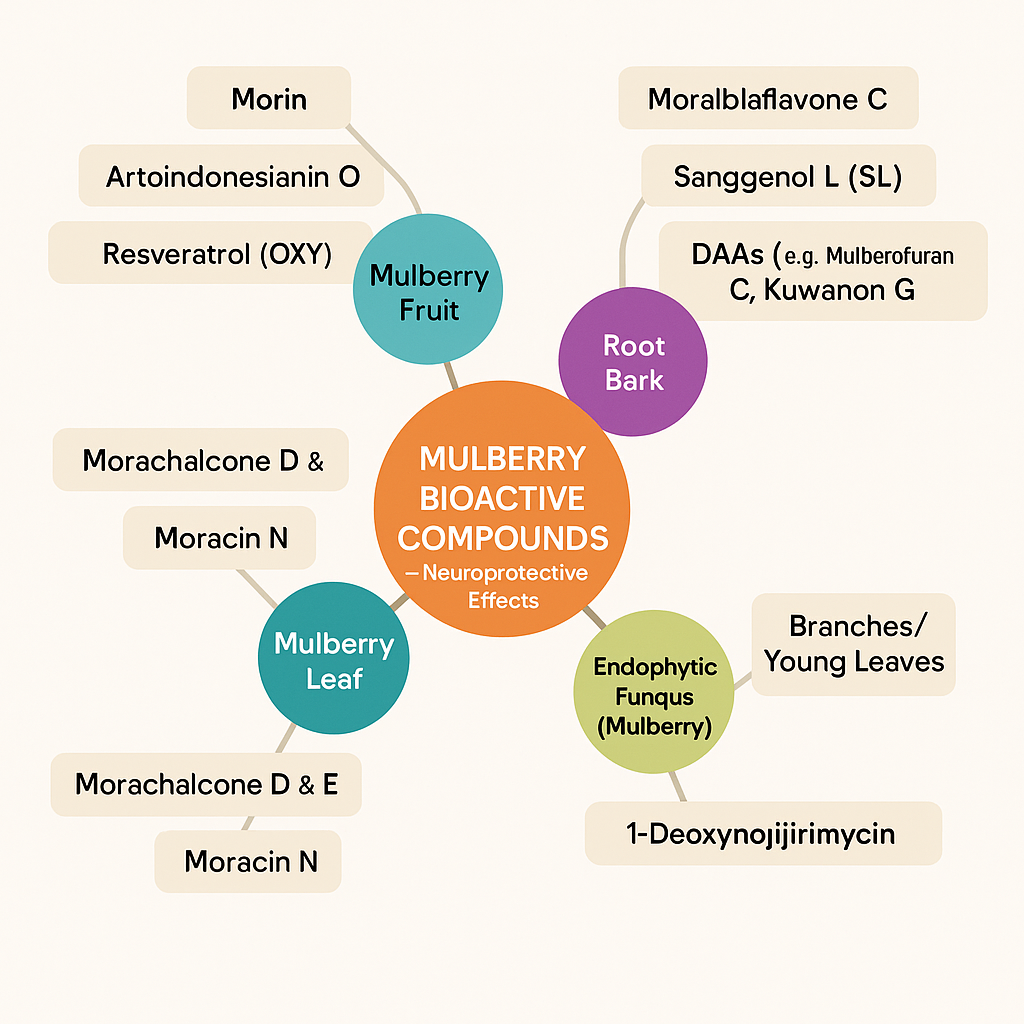 Morin
Artoindonesianin O
Resveratrol (OXY)
Mulberry
Fruit
Moralblaflavone C
Sanggenol L (SL)
DAAs (e.g. Mulberofuran
C, Kuwanon G
Root
Bark
MULBERRY
BIOACTIVE
COMPOUNDS
– Neuroprotective
Effects
Morachalcone D &
Moracin N
Mulberry
Leaf
Morachalcone D & E
Moracin N
Endophytic
Funqus
(Mulberry)
Branches/
Young Leaves
1-Deoxynojijirimycin